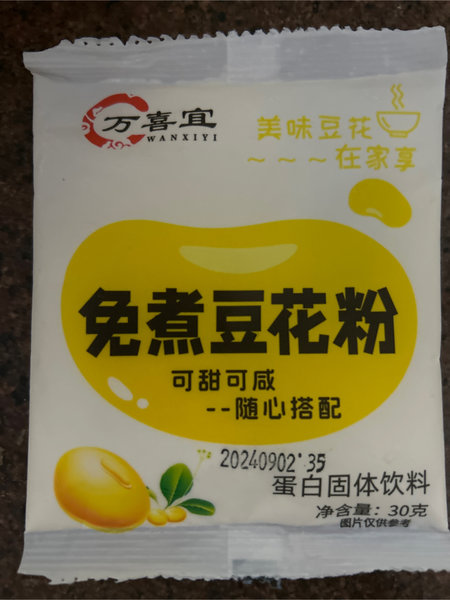 万喜宜
WANXIYI
美味豆花
~~~在家享
免煮豆花粉
可甜可咸
--随心搭配
20240902' 35
蛋白固体饮料
净含量：30克
图片仅供参考